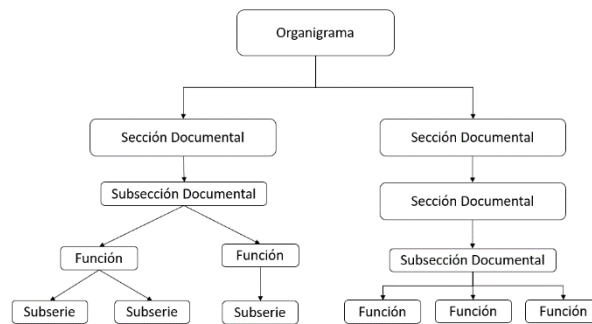 Organigrama
Sección Documental
Sección Documental
Subsección Documental
Sección Documental
Función
Función
Subsección Documental
Subserie
Subserie
Subserie
Función
Función
Función